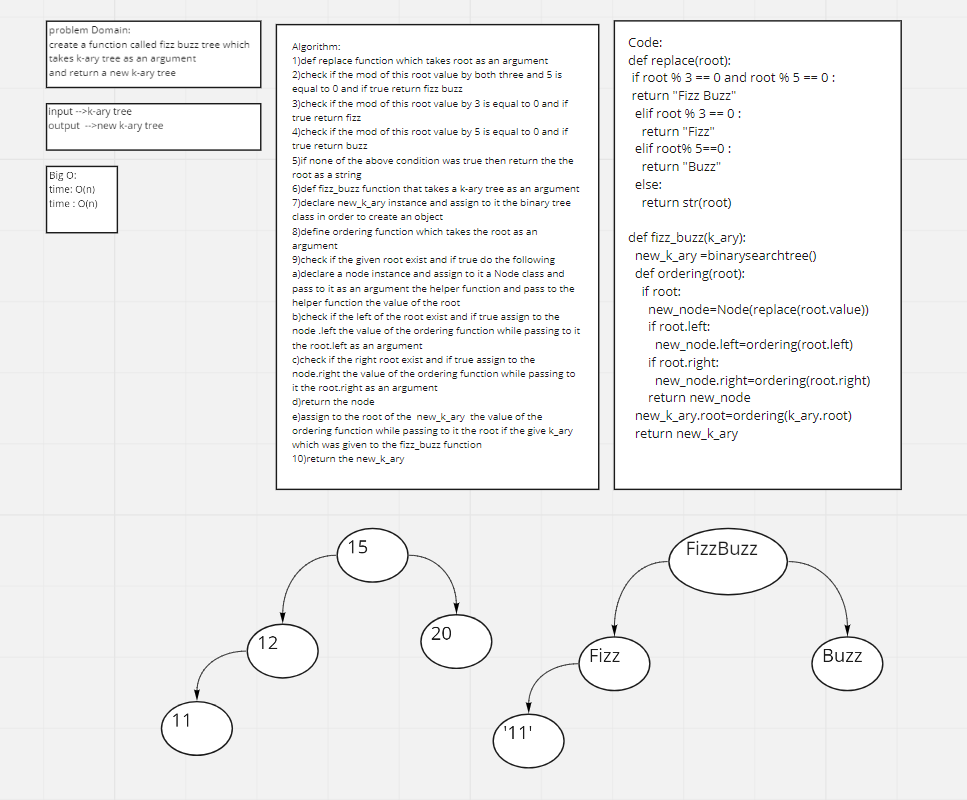 problem Domain:
create a function called fizz buzz tree which
takes k-ary tree as an argument
and return a new k-ary tree
input -->k-ary tree
output  -->new k-ary tree
Big O:
time: O(n)
time : O(n)
Algorithm:
1)def replace function which takes root as an argument
2)check if the mod of this root value by both three and 5 is
equal to 0 and if true return fizz buzz
3)check if the mod of this root value by 3 is equal to 0 and if
true return fizz
4)check if the mod of this root value by 5 is equal to 0 and if
true return buzz
5)if none of the above condition was true then return the the
root as a string
6)def fizz_buzz function that takes a k-ary tree as an argument
7)declare new_k_ary instance and assign to it the binary tree
class in order to create an object
8)define ordering function which takes the root as an
argument
9)check if the given root exist and if true do the following
a)declare a node instance and assign to it a Node class and
pass to it as an argument the helper function and pass to the
helper function the value of the root
b)check if the left of the root exist and if true assign to the
node .left the value of the ordering function while passing to it
the root.left as an argument
c)check if the right root exist and if true assign to the
node.right the value of the ordering function while passing to
it the root.right as an argument
d)return the node
e)assign to the root of the  new_k_ary  the value of the
ordering function while passing to it the root if the give k_ary
which was given to the fizz_buzz function
10)return the new_k_ary
Code:
def replace(root):
if root % 3 == 0 and root % 5 == 0 :
return "Fizz Buzz"
elif root % 3 == 0 :
return "Fizz"
elif root% 5==0 :
return "Buzz"
else:
return str(root)
def fizz_buzz(k_ary):
new_k_ary =binarysearchtree()
def ordering(root):
if root:
new_node=Node(replace(root.value))
if root.left:
new_node.left=ordering(root.left)
if root.right:
new_node.right=ordering(root.right)
return new_node
new_k_ary.root=ordering(k_ary.root)
return new_k_ary
15
12
20
11
FizzBuzz
Fizz
Buzz
'11'